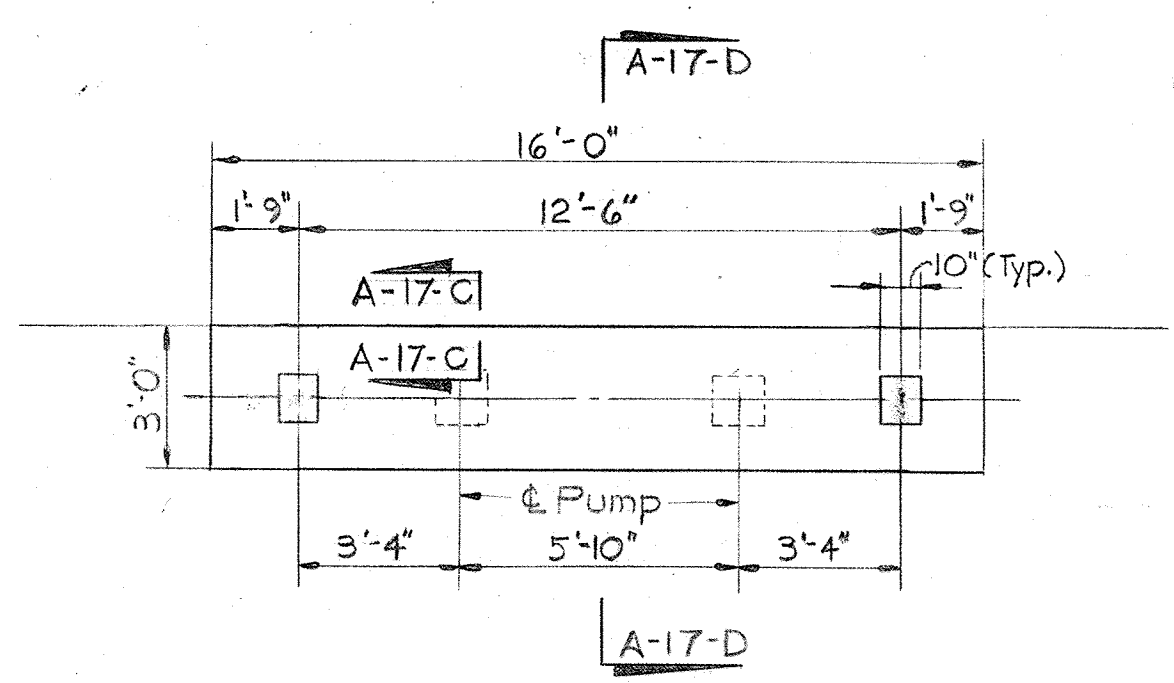 A-17-D
16'-0"
1'-9" 12'-6" 1'-9"
10" (Typ.)
A-17-C
A-17-C
3'-0"
℄ Pump
3'-4" 5'-10" 3'-4"
A-17-D